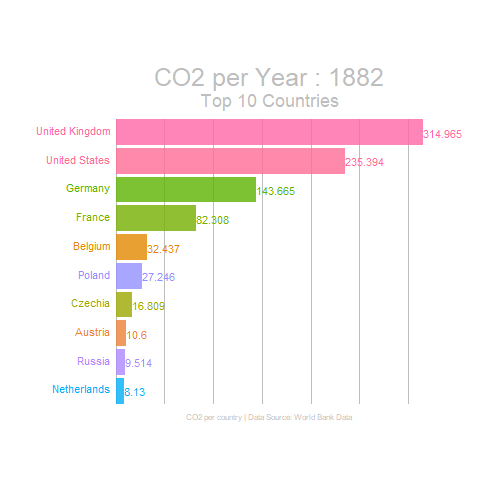 CO2 per Year : 1882
Top 10 Countries
United Kingdom 314.965
United States 235.394
Germany 143.665
France 82.308
Belgium 32.437
Poland 27.246
Czechia 16.809
Austria 10.6
Russia 9.514
Netherlands 8.13
CO2 per country | Data Source: World Bank Data